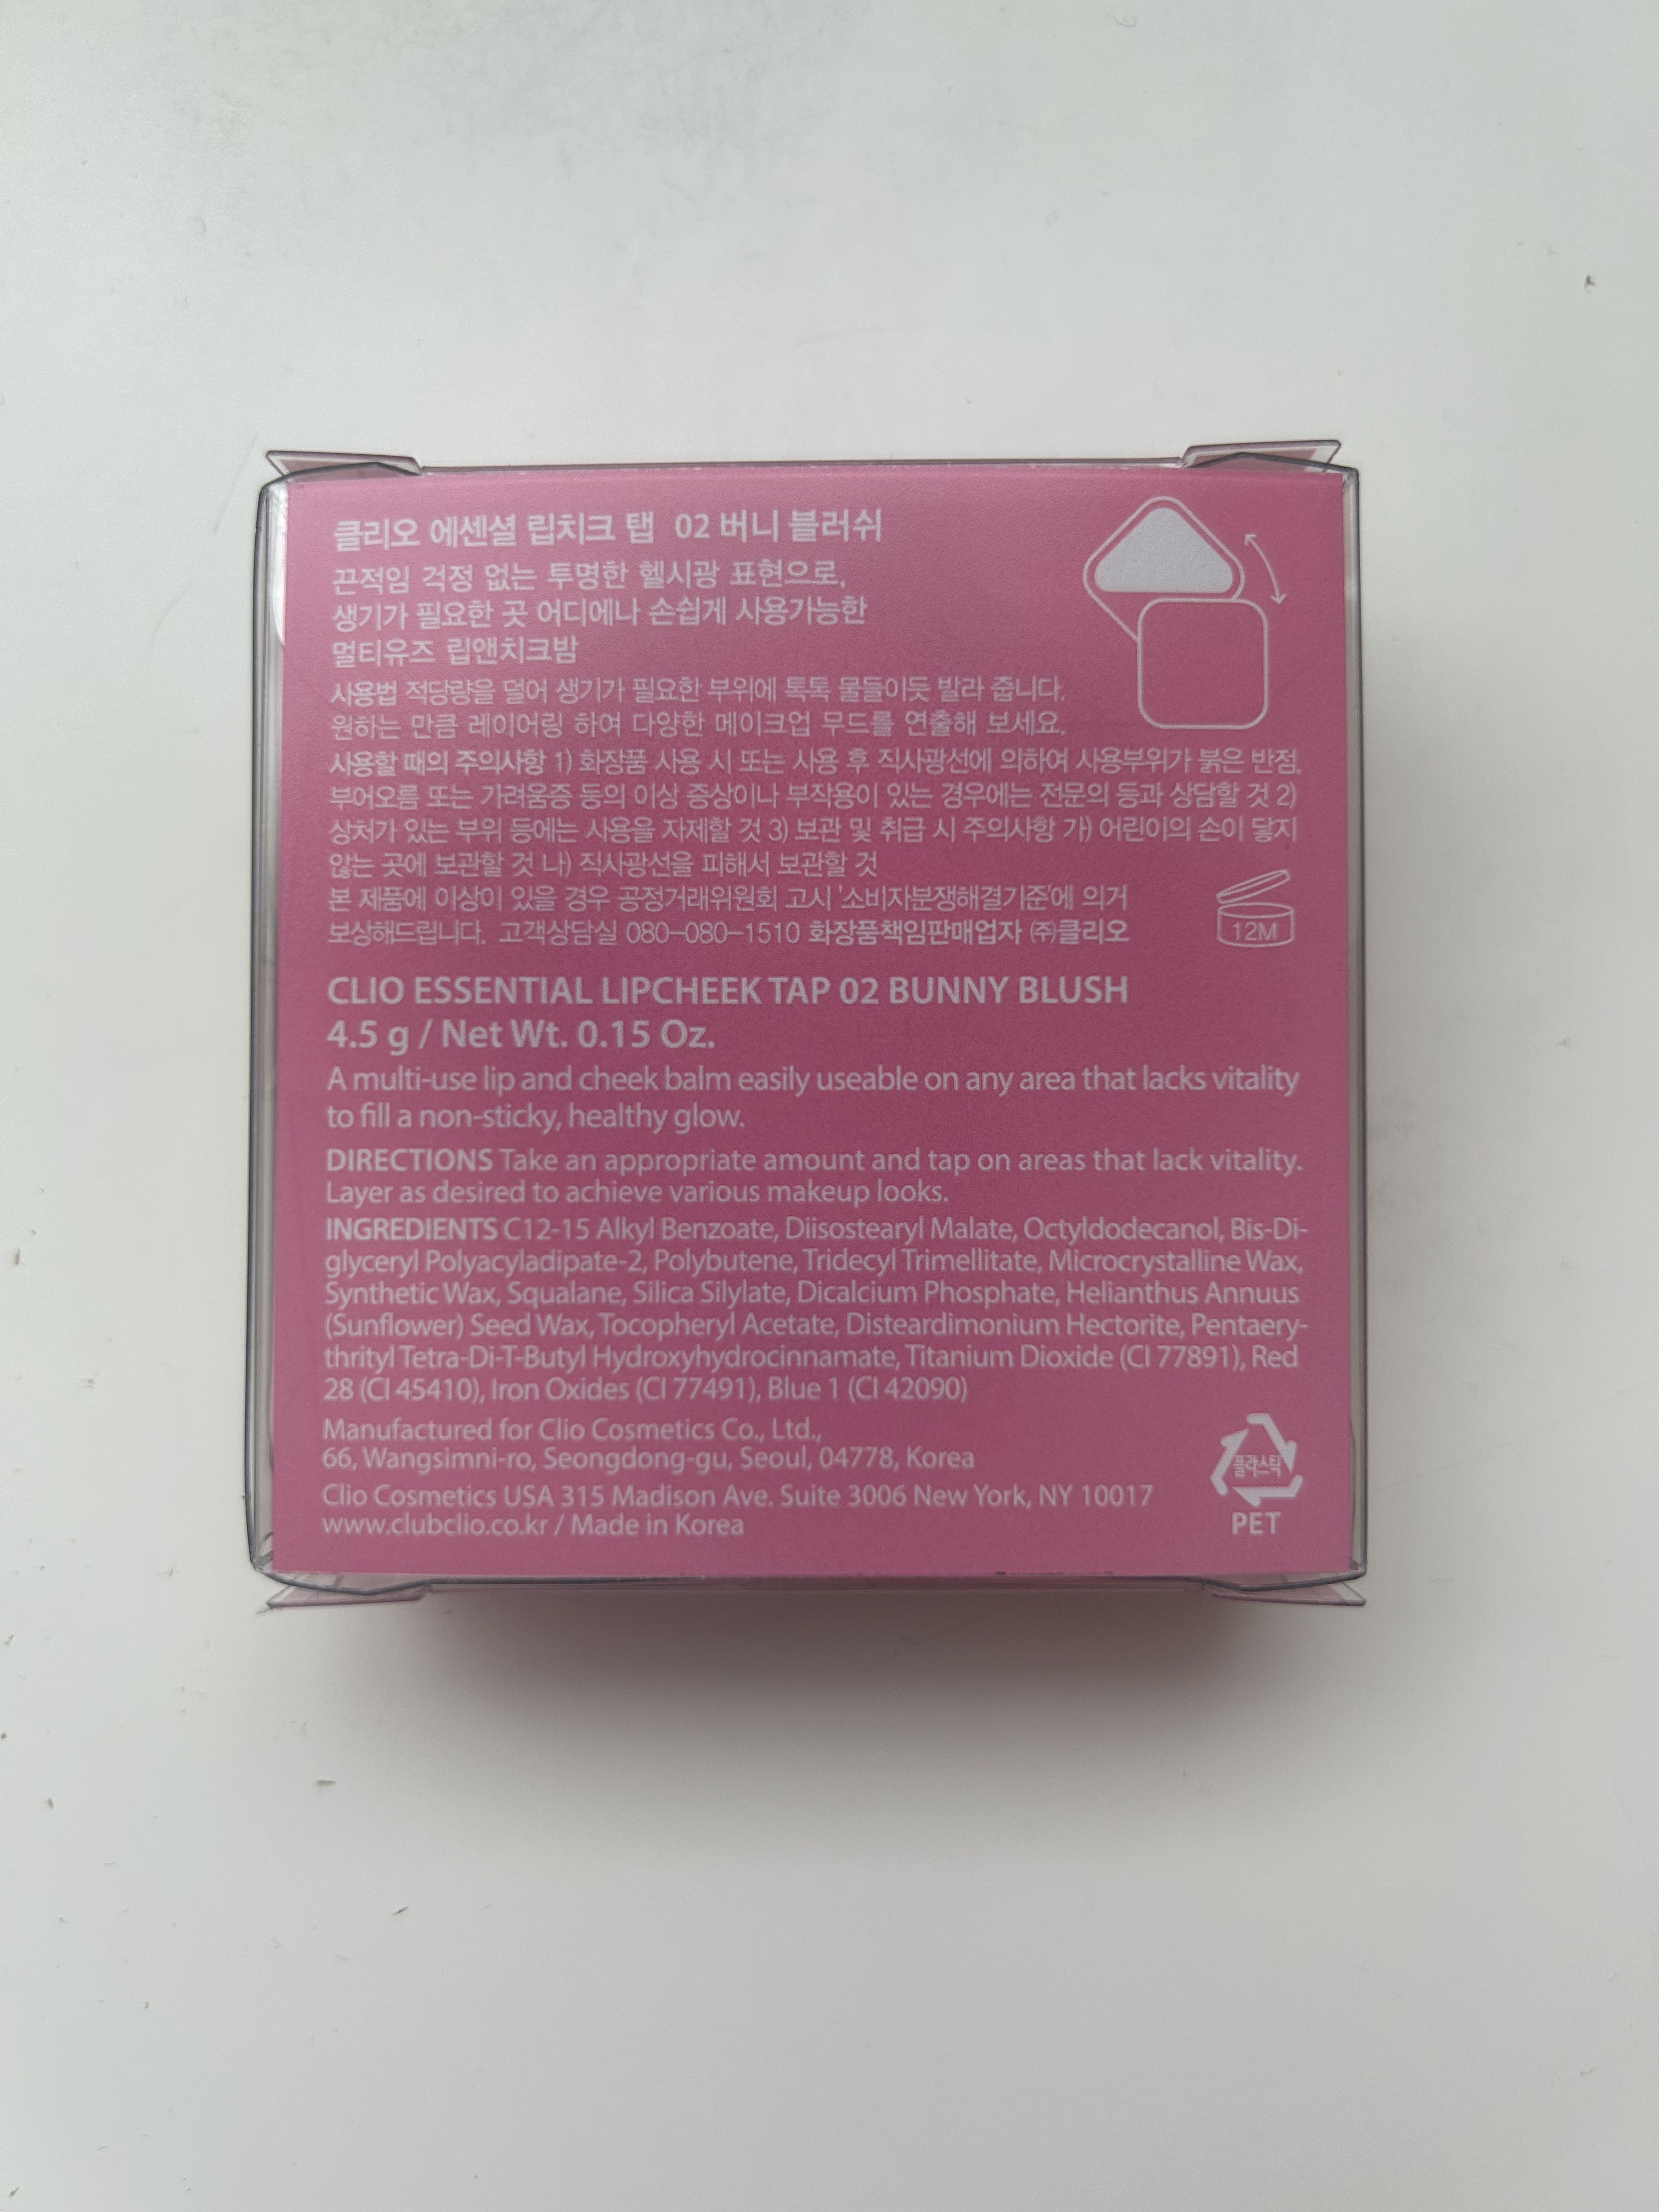 클리오 에센셜 립치크 탭 02 버니 블러쉬
끈적임 걱정 없는 투명한 헬시광 표현으로,
생기가 필요한 곳 어디에나 손쉽게 사용가능한
멀티유즈 립앤치크밤
사용법 적당량을 덜어 생기가 필요한 부위에 톡톡 물들이듯 발라 줍니다.
원하는 만큼 레이어링 하여 다양한 메이크업 무드를 연출해 보세요.
사용할 때의 주의사항 1) 화장품 사용 시 또는 사용 후 직사광선에 의하여 사용부위가 붉은 반점,
부어오름 또는 가려움증 등의 이상 증상이나 부작용이 있는 경우에는 전문의 등과 상담할 것 2)
상처가 있는 부위 등에는 사용을 자제할 것 3) 보관 및 취급 시 주의사항 가) 어린이의 손이 닿지
않는 곳에 보관할 것 나) 직사광선을 피해서 보관할 것
본 제품에 이상이 있을 경우 공정거래위원회 고시 '소비자분쟁해결기준'에 의거
보상해드립니다. 고객상담실 080-080-1510 화장품책임판매업자 ㈜클리오
12M
CLIO ESSENTIAL LIPCHEEK TAP 02 BUNNY BLUSH
4.5 g / Net Wt. 0.15 Oz.
A multi-use lip and cheek balm easily useable on any area that lacks vitality
to fill a non-sticky, healthy glow.
DIRECTIONS Take an appropriate amount and tap on areas that lack vitality.
Layer as desired to achieve various makeup looks.
INGREDIENTS C12-15 Alkyl Benzoate, Diisostearyl Malate, Octyldodecanol, Bis-Di-
glyceryl Polyacyladipate-2, Polybutene, Tridecyl Trimellitate, Microcrystalline Wax,
Synthetic Wax, Squalane, Silica Silylate, Dicalcium Phosphate, Helianthus Annuus
(Sunflower) Seed Wax, Tocopheryl Acetate, Disteardimonium Hectorite, Pentaery-
thrityl Tetra-Di-T-Butyl Hydroxyhydrocinnamate, Titanium Dioxide (CI 77891), Red
28 (CI 45410), Iron Oxides (CI 77491), Blue 1 (CI 42090)
Manufactured for Clio Cosmetics Co., Ltd.,
66, Wangsimni-ro, Seongdong-gu, Seoul, 04778, Korea
Clio Cosmetics USA 315 Madison Ave. Suite 3006 New York, NY 10017
www.clubclio.co.kr / Made in Korea
플라스틱
PET